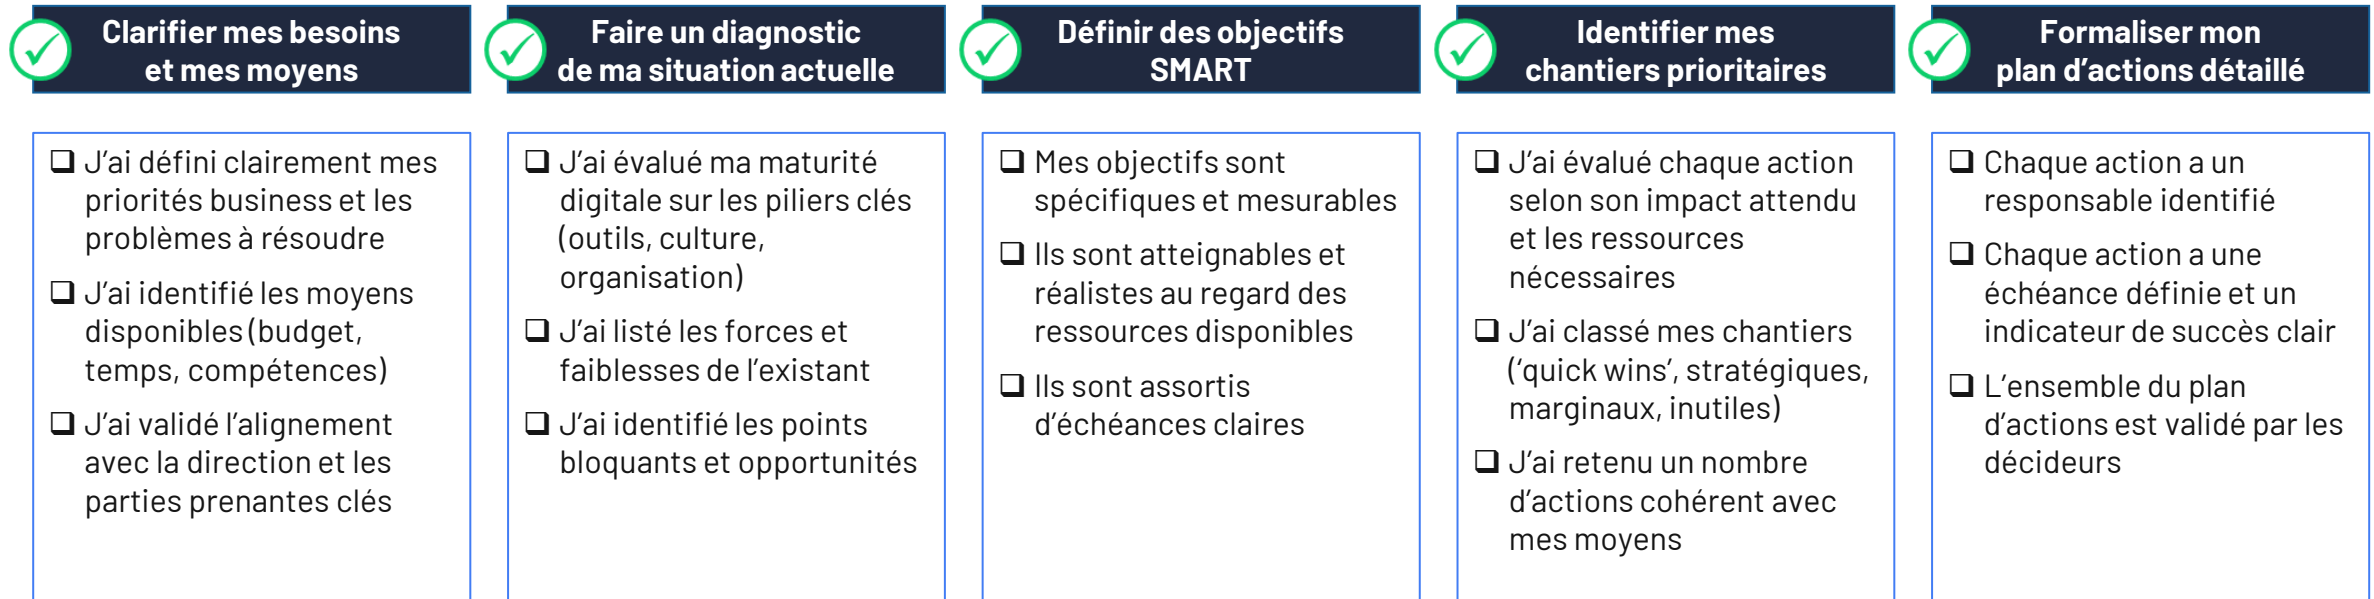 Clarifier mes besoins
et mes moyens
❑ J’ai défini clairement mes
priorités business et les
problèmes à résoudre
❑ J’ai identifié les moyens
disponibles (budget,
temps, compétences)
❑ J’ai validé l’alignement
avec la direction et les
parties prenantes clés
Faire un diagnostic
de ma situation actuelle
❑ J’ai évalué ma maturité
digitale sur les piliers clés
(outils, culture,
organisation)
❑ J’ai listé les forces et
faiblesses de l’existant
❑ J’ai identifié les points
bloquants et opportunités
Définir des objectifs
SMART
❑ Mes objectifs sont
spécifiques et mesurables
❑ Ils sont atteignables et
réalistes au regard des
ressources disponibles
❑ Ils sont assortis
d’échéances claires
Identifier mes
chantiers prioritaires
❑ J’ai évalué chaque action
selon son impact attendu
et les ressources
nécessaires
❑ J’ai classé mes chantiers
(‘quick wins’, stratégiques,
marginaux, inutiles)
❑ J’ai retenu un nombre
d’actions cohérent avec
mes moyens
Formaliser mon
plan d’actions détaillé
❑ Chaque action a un
responsable identifié
❑ Chaque action a une
échéance définie et un
indicateur de succès clair
❑ L’ensemble du plan
d’actions est validé par les
décideurs